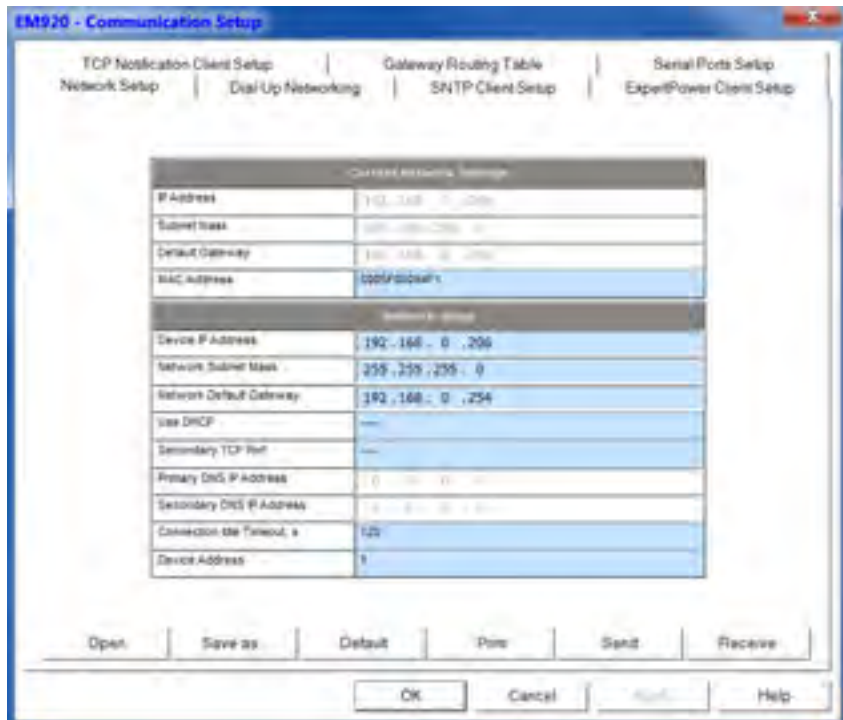 EM920 - Communication Setup
TCP Notification Client Setup Gateway Routing Table Serial Ports Setup
Network Setup Dial Up Networking SNTP Client Setup ExpertPower Client Setup
Current Network Settings
IP Address
Subnet Mask
Default Gateway
MAC Address
Network Setup
Device IP Address 192.168. 0 .206
Network Subnet Mask 255.255.255. 0
Network Default Gateway 192.168. 0 .254
Use DHCP ---
Secondary TCP Port ---
Primary DNS IP Address
Secondary DNS IP Address
Connection Idle Timeout, s 120
Device Address 1
Open Save as Default Print Send Receive
OK Cancel Apply Help